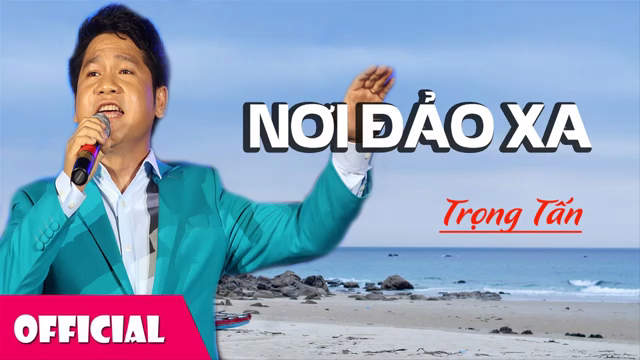 NƠI ĐẢO XA
Trọng Tấn
OFFICIAL